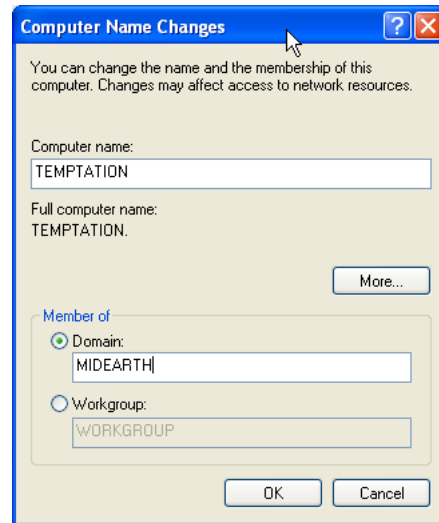 Computer Name Changes
You can change the name and the membership of this
computer. Changes may affect access to network resources.
Computer name:
TEMPTATION
Full computer name:
TEMPTATION.
More...
Member of
Domain:
MIDEARTH
Workgroup:
WORKGROUP
OK Cancel